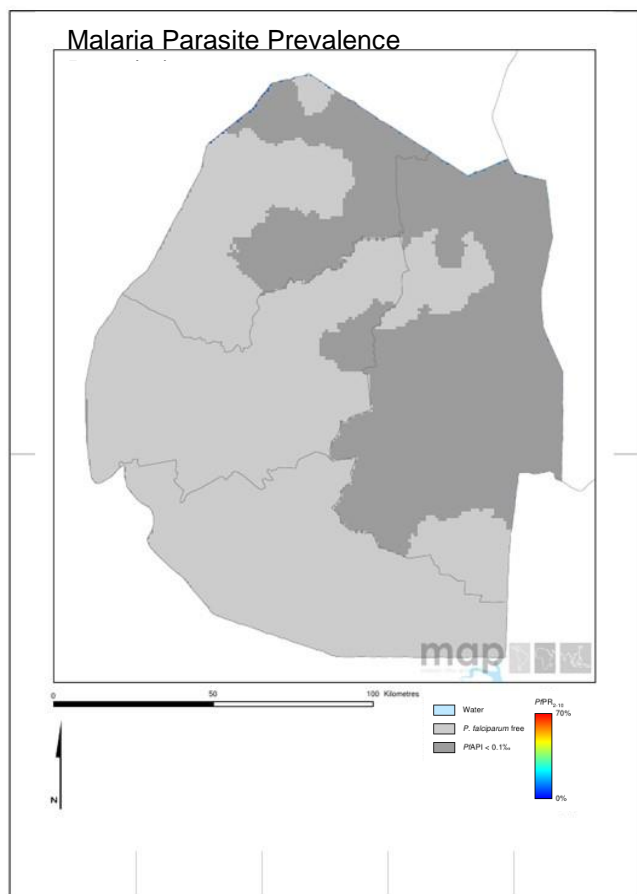 Malaria Parasite Prevalence
map
0
50
100 Kilometres
Water
P. falciparum free
PfAPI < 0.1‰
PfPR2-10
70%
0%
N